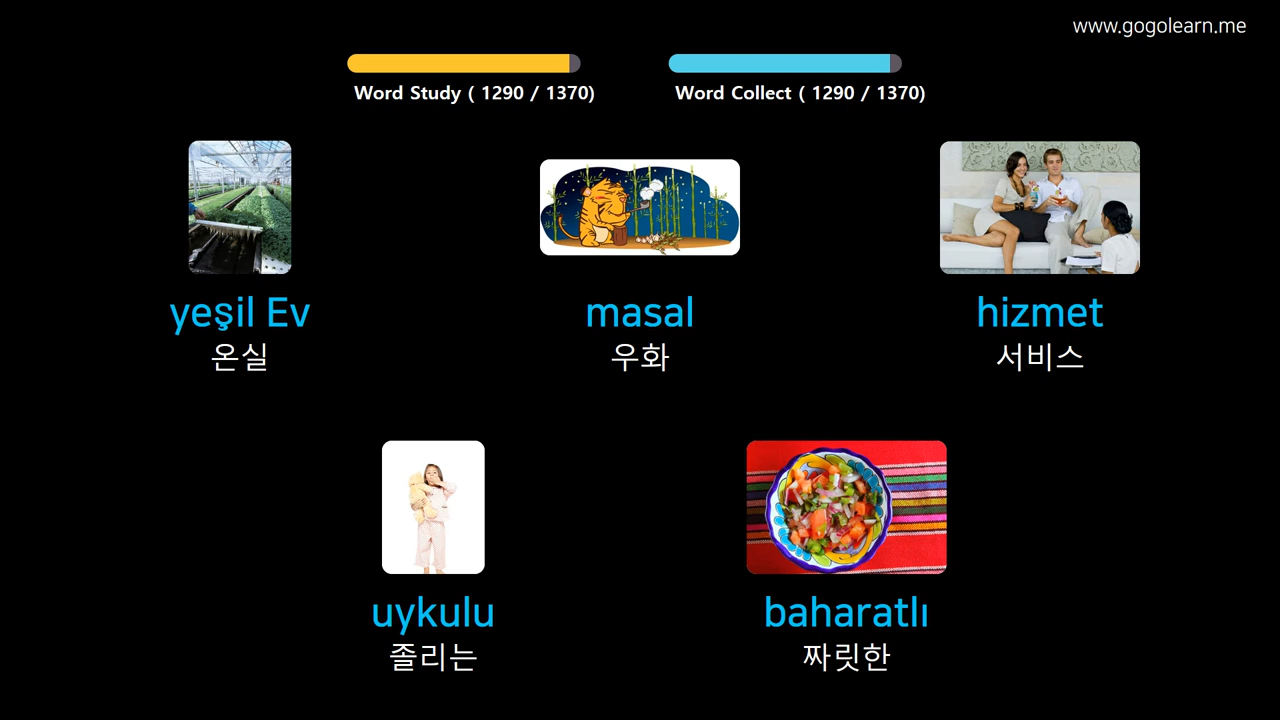 www.gogolearn.me
Word Study ( 1290 / 1370)
Word Collect ( 1290 / 1370)
yeşil Ev
온실
masal
우화
hizmet
서비스
uykulu
졸리는
baharatlı
짜릿한